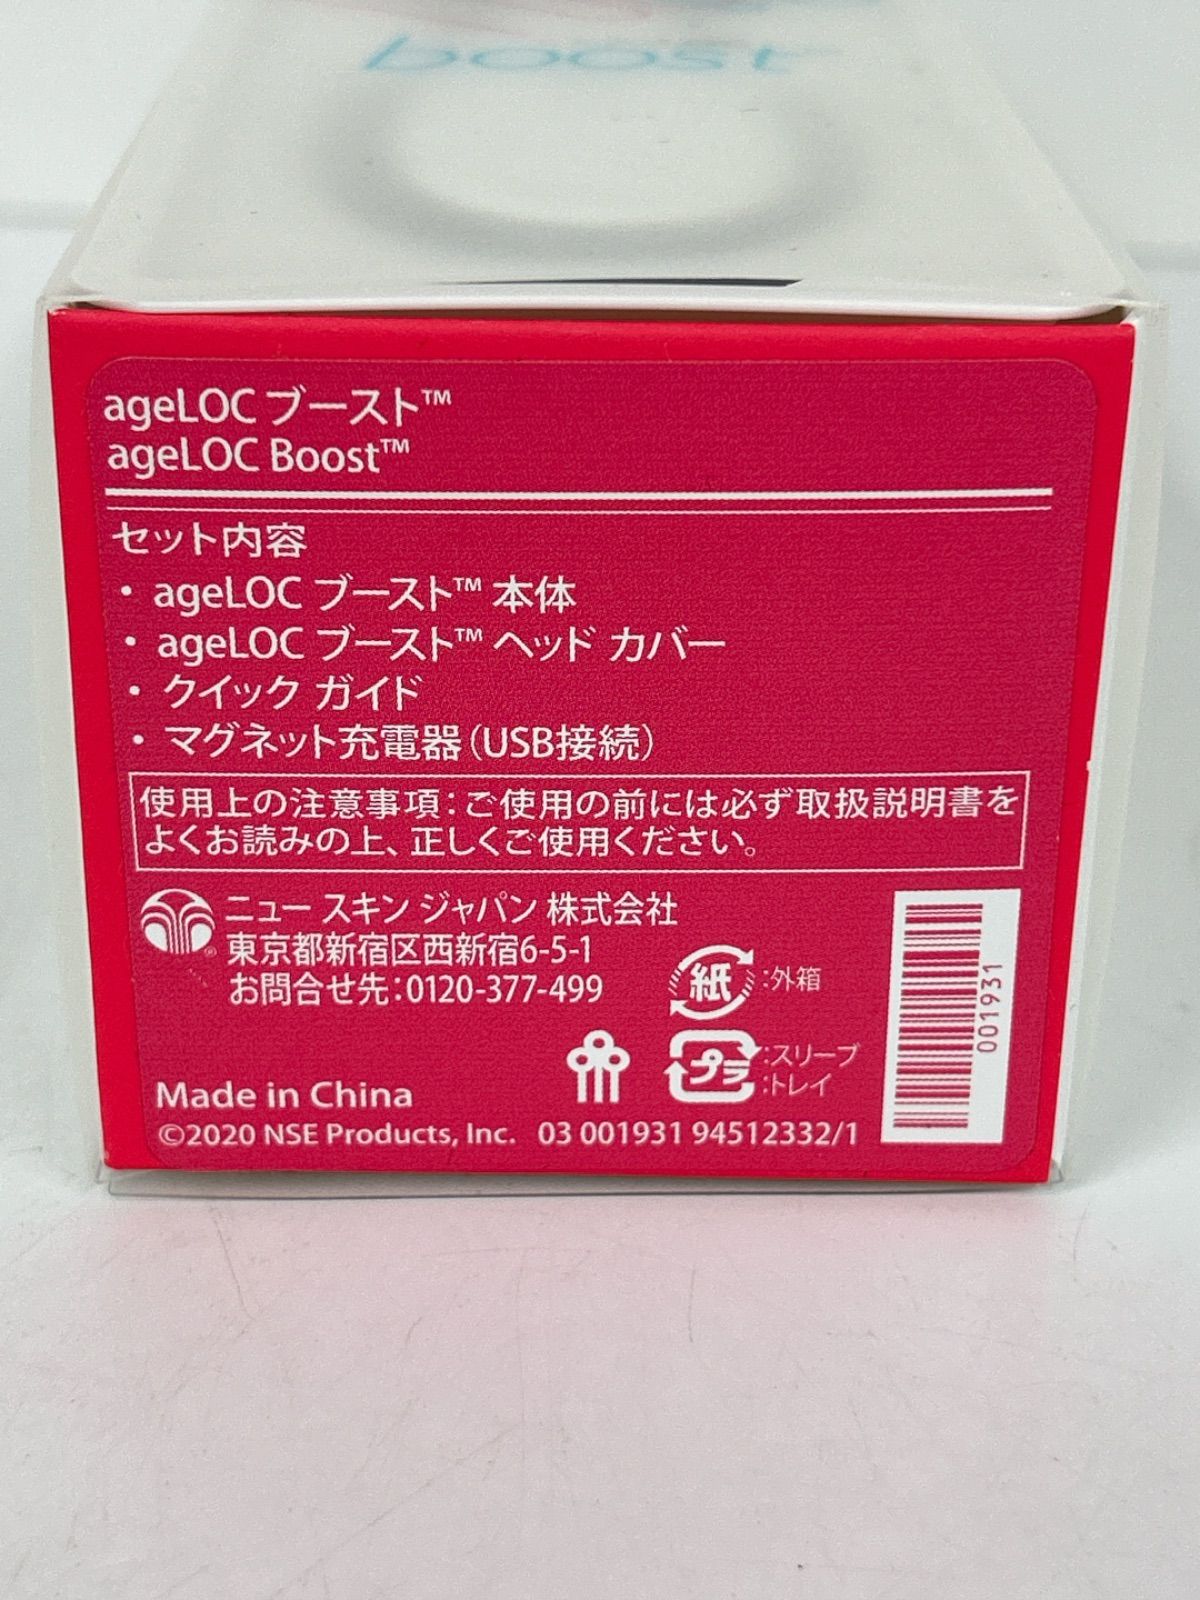 boost
ageLOC ブースト™
ageLOC Boost™
セット内容
・ ageLOC ブースト™ 本体
・ ageLOC ブースト™ ヘッド カバー
・ クイック ガイド
・ マグネット充電器(USB接続)
使用上の注意事項:ご使用の前には必ず取扱説明書を
よくお読みの上、正しくご使用ください。
ニュー スキン ジャパン 株式会社
東京都新宿区西新宿6-5-1
お問合せ先:0120-377-499
紙 :外箱
プラ :スリーブ
:トレイ
Made in China
©2020 NSE Products, Inc. 03 001931 94512332/1
001931